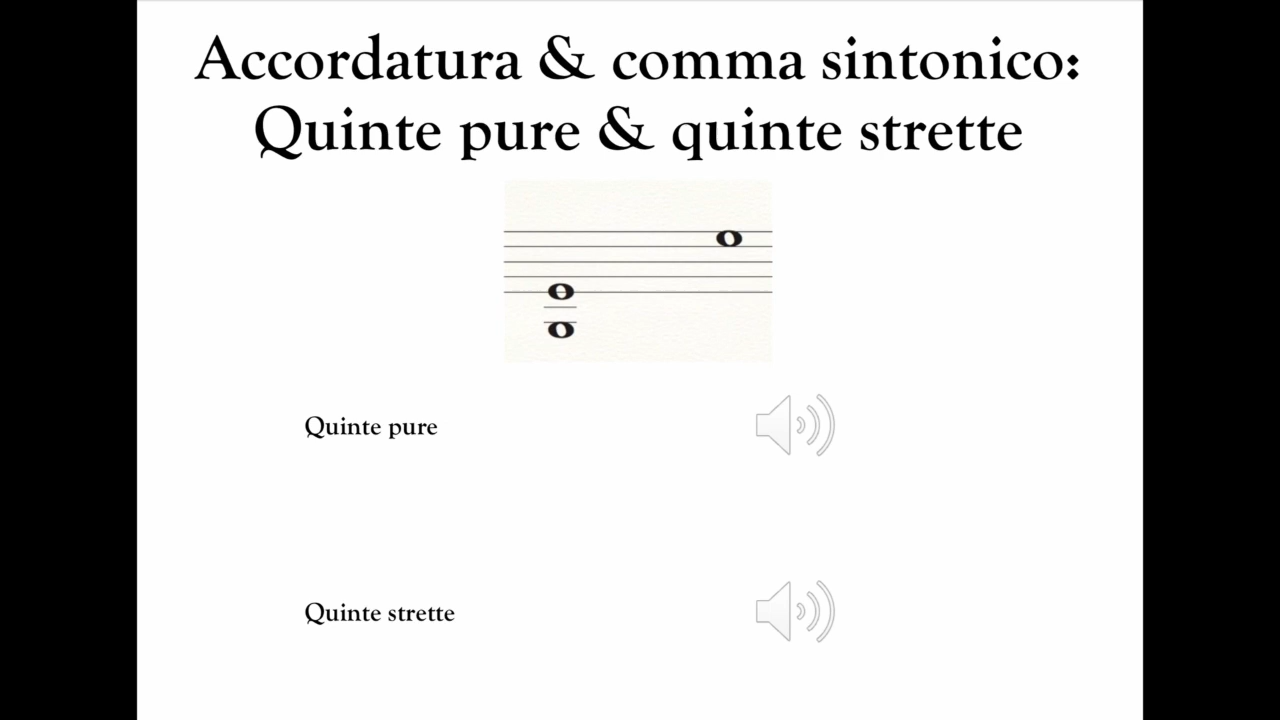 Accordatura & comma sintonico:
Quinte pure & quinte strette
Quinte pure
Quinte strette